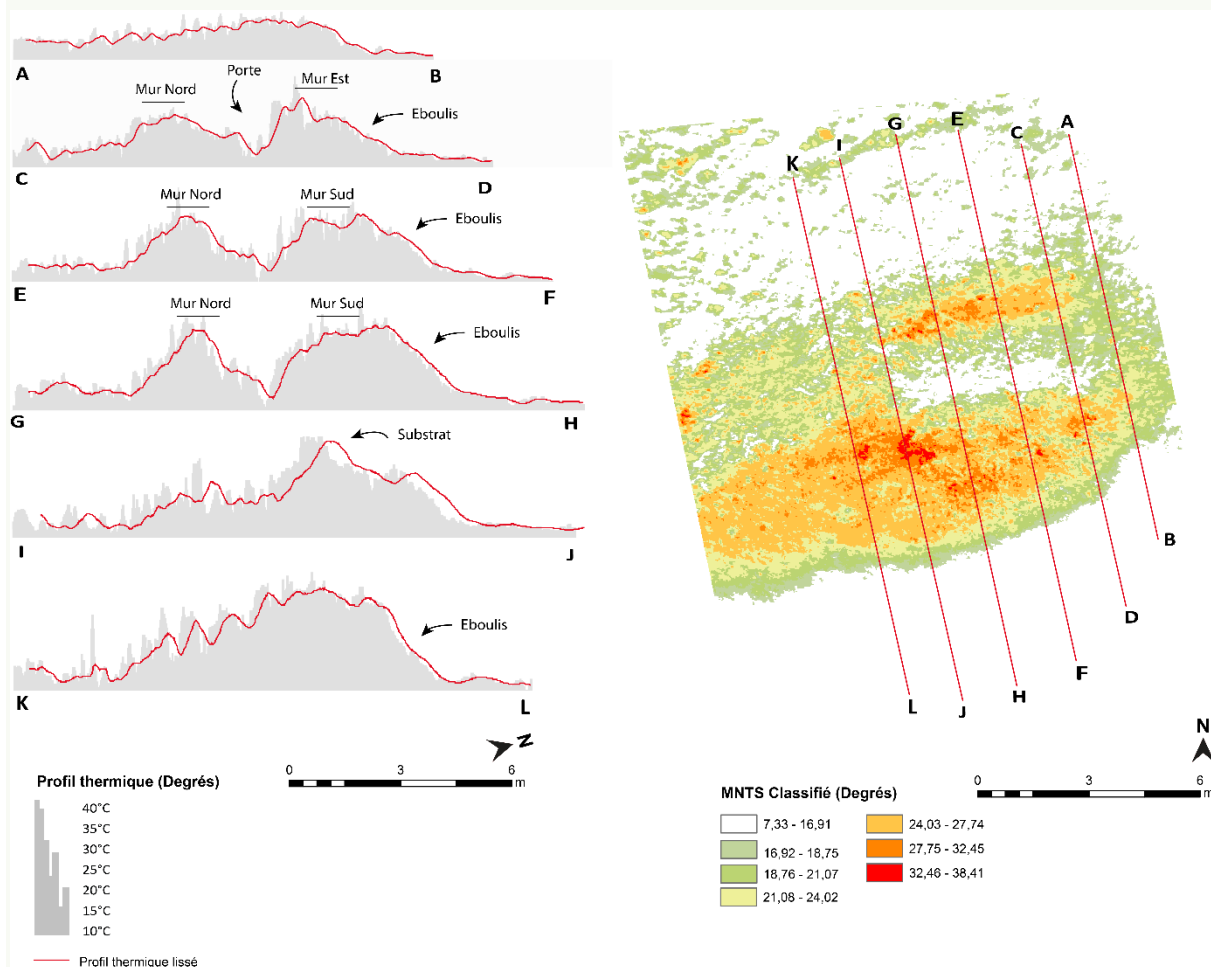 A
B
Mur Nord
Porte
Mur Est
Eboulis
C
D
Mur Nord
Mur Sud
Eboulis
E
F
Mur Nord
Mur Sud
Eboulis
G
H
Substrat
I
J
Eboulis
K
L
N
Profil thermique (Degrés)
0 3 6
m
40°C
35°C
30°C
25°C
20°C
15°C
10°C
Profil thermique lissé
K
I
G
E
C
A
B
D
F
H
J
L
N
0 3 6
m
MNTS Classifié (Degrés)
7,33 - 16,91
16,92 - 18,75
18,76 - 21,07
21,08 - 24,02
24,03 - 27,74
27,75 - 32,45
32,46 - 38,41